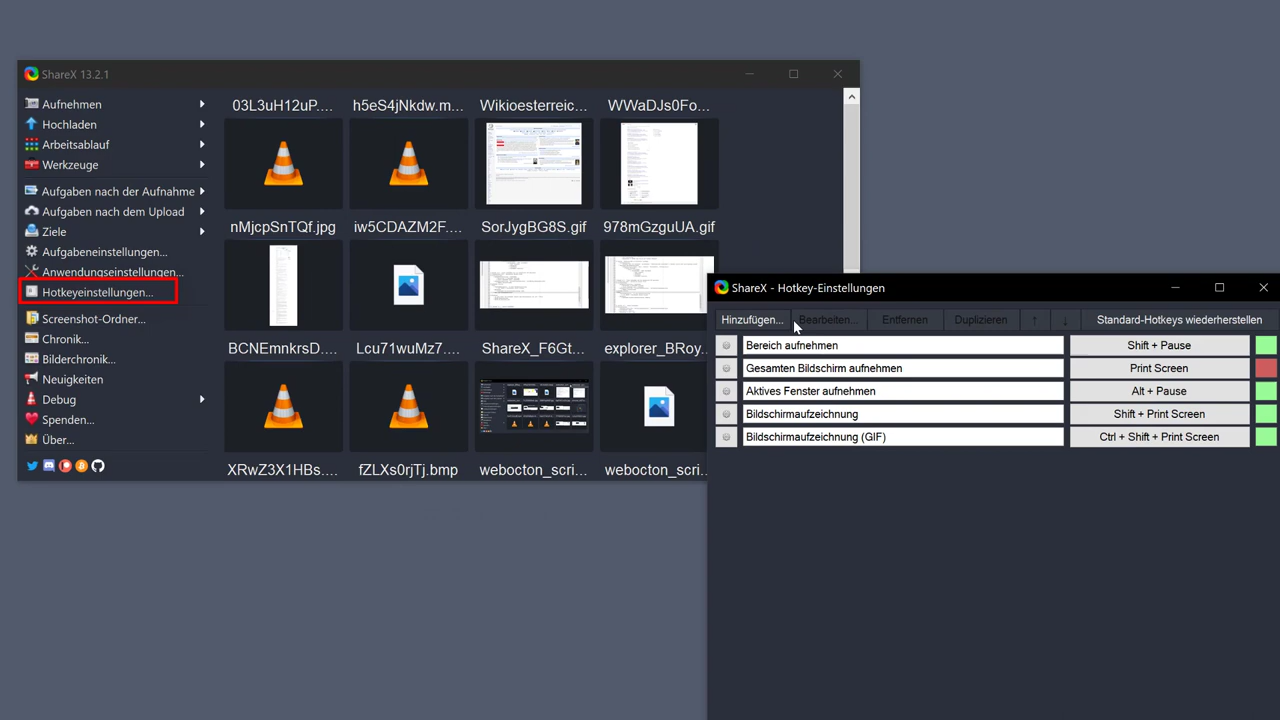 ShareX 13.2.1
Aufnehmen
Hochladen
Arbeitsablauf
Werkzeuge
Aufgaben nach der Aufnahme
Aufgaben nach dem Upload
Ziele
Aufgabeneinstellungen...
Anwendungseinstellungen...
Hotkeyeinstellungen...
Screenshot-Ordner...
Chronik...
Bilderchronik...
Neuigkeiten
Debug
Spenden...
Über...
03L3uH12uP.... h5eS4jNkdw.m... Wikioesterreic... WWaDJs0Fo...
nMjcpSnTQf.jpg iw5CDAZM2F.... SorJygBG8S.gif 978mGzguUA.gif
BCNEmnkrsD.... Lcu71wuMz7.... ShareX_F6Gt... explorer_BRoy...
XRwZ3X1HBs.... fZLXs0rjTj.bmp webocton_scri... webocton_scri...
ShareX - Hotkey-Einstellungen
Hinzufügen... Bearbeiten... Entfernen Duplizieren ↑ ↓ Standard-Hotkeys wiederherstellen
Bereich aufnehmen Shift + Pause
Gesamten Bildschirm aufnehmen Print Screen
Aktives Fenster aufnehmen Alt + Pause
Bildschirmaufzeichnung Shift + Print Screen
Bildschirmaufzeichnung (GIF) Ctrl + Shift + Print Screen